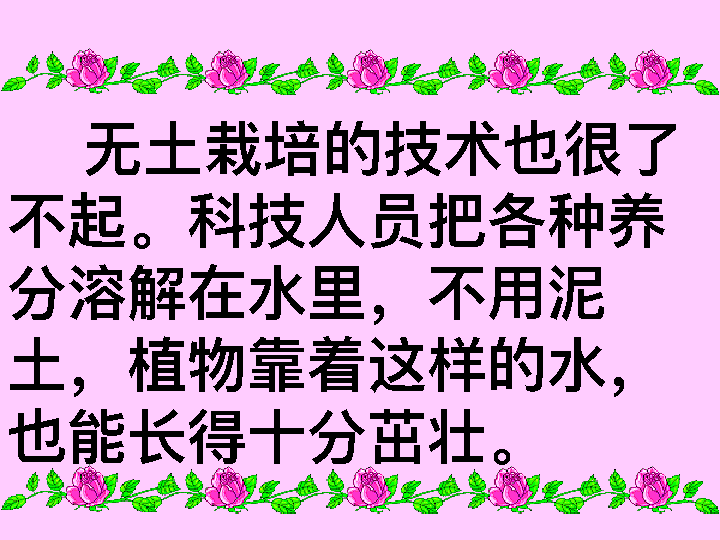 无土栽培的技术也很了
不起。科技人员把各种养
分溶解在水里，不用泥
土，植物靠着这样的水，
也能长得十分茁壮。